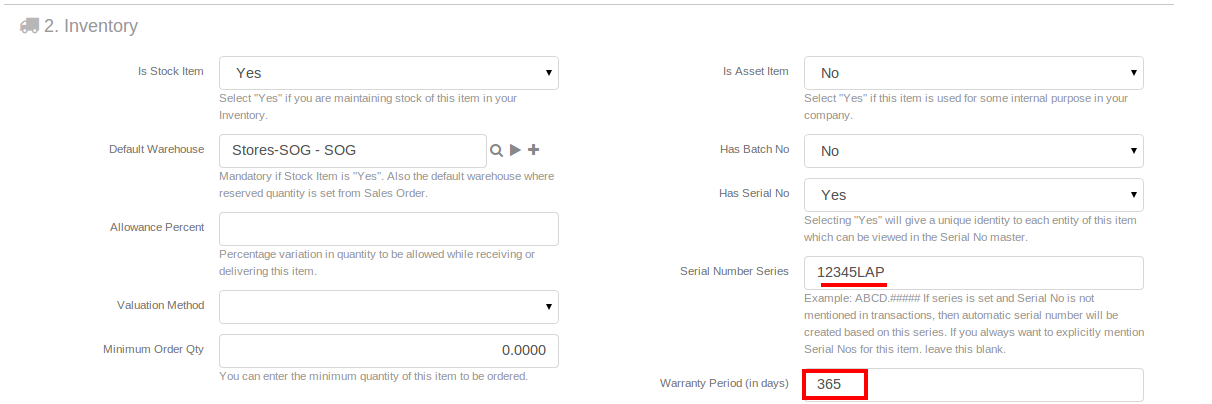 2. Inventory
Is Stock Item
Yes
Select "Yes" if you are maintaining stock of this item in your
Inventory.
Default Warehouse
Stores-SOG - SOG
Mandatory if Stock Item is "Yes". Also the default warehouse where
reserved quantity is set from Sales Order.
Allowance Percent
Percentage variation in quantity to be allowed while receiving or
delivering this item.
Valuation Method
Minimum Order Qty
0.0000
You can enter the minimum quantity of this item to be ordered.
Is Asset Item
No
Select "Yes" if this item is used for some internal purpose in your
company.
Has Batch No
No
Has Serial No
Yes
Selecting "Yes" will give a unique identity to each entity of this item
which can be viewed in the Serial No master.
Serial Number Series
12345LAP
Example: ABCD.##### If series is set and Serial No is not
mentioned in transactions, then automatic serial number will be
created based on this series. If you always want to explicitly mention
Serial Nos for this item. leave this blank.
Warranty Period (in days)
365